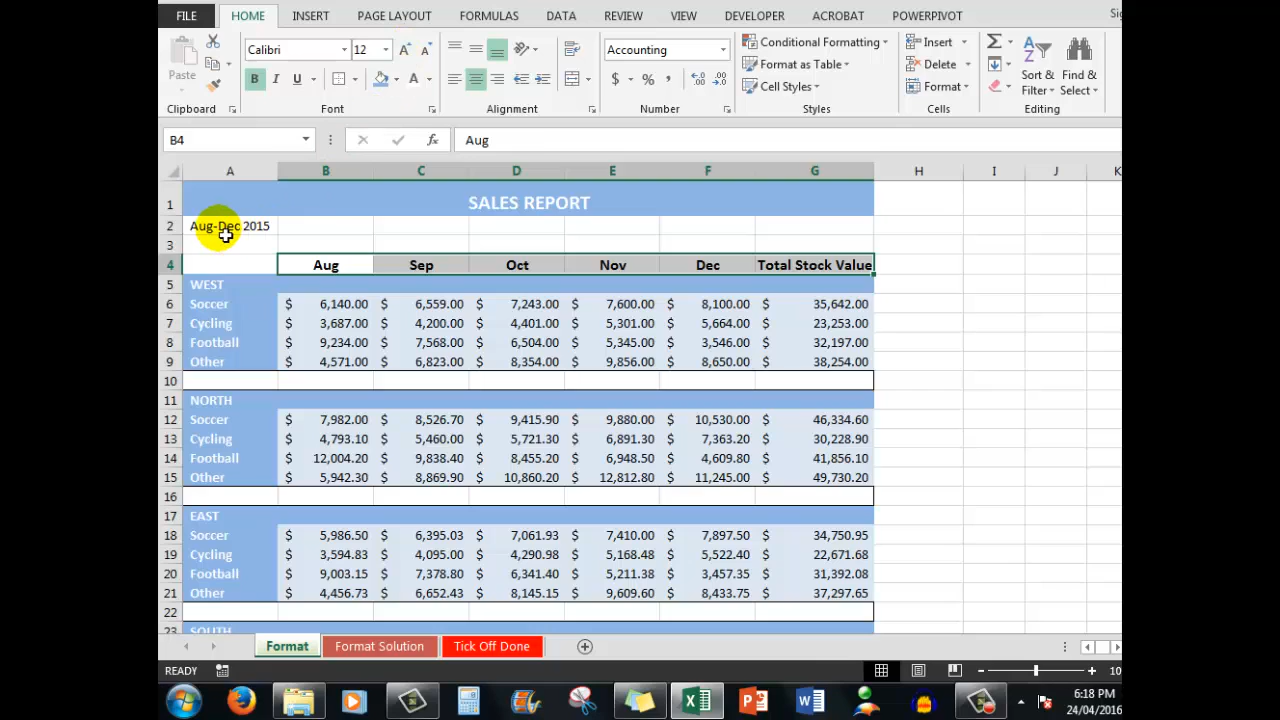 FILE HOME INSERT PAGE LAYOUT FORMULAS DATA REVIEW VIEW DEVELOPER ACROBAT POWERPIVOT
Calibri 12 Accounting Conditional Formatting Insert
Paste B I U A $ % , Format as Table Delete Sort & Find &
Cell Styles Format Filter Select
Clipboard Font Alignment Number Styles Cells Editing
B4 fx Aug
A B C D E F G H I J K
1 SALES REPORT
2 Aug-Dec 2015
3
4 Aug Sep Oct Nov Dec Total Stock Value
5 WEST
6 Soccer $ 6,140.00 $ 6,559.00 $ 7,243.00 $ 7,600.00 $ 8,100.00 $ 35,642.00
7 Cycling $ 3,687.00 $ 4,200.00 $ 4,401.00 $ 5,301.00 $ 5,664.00 $ 23,253.00
8 Football $ 9,234.00 $ 7,568.00 $ 6,504.00 $ 5,345.00 $ 3,546.00 $ 32,197.00
9 Other $ 4,571.00 $ 6,823.00 $ 8,354.00 $ 9,856.00 $ 8,650.00 $ 38,254.00
10
11 NORTH
12 Soccer $ 7,982.00 $ 8,526.70 $ 9,415.90 $ 9,880.00 $ 10,530.00 $ 46,334.60
13 Cycling $ 4,793.10 $ 5,460.00 $ 5,721.30 $ 6,891.30 $ 7,363.20 $ 30,228.90
14 Football $ 12,004.20 $ 9,838.40 $ 8,455.20 $ 6,948.50 $ 4,609.80 $ 41,856.10
15 Other $ 5,942.30 $ 8,869.90 $ 10,860.20 $ 12,812.80 $ 11,245.00 $ 49,730.20
16
17 EAST
18 Soccer $ 5,986.50 $ 6,395.03 $ 7,061.93 $ 7,410.00 $ 7,897.50 $ 34,750.95
19 Cycling $ 3,594.83 $ 4,095.00 $ 4,290.98 $ 5,168.48 $ 5,522.40 $ 22,671.68
20 Football $ 9,003.15 $ 7,378.80 $ 6,341.40 $ 5,211.38 $ 3,457.35 $ 31,392.08
21 Other $ 4,456.73 $ 6,652.43 $ 8,145.15 $ 9,609.60 $ 8,433.75 $ 37,297.65
22
23 SOUTH
Format Format Solution Tick Off Done
READY 10
6:18 PM
24/04/2016